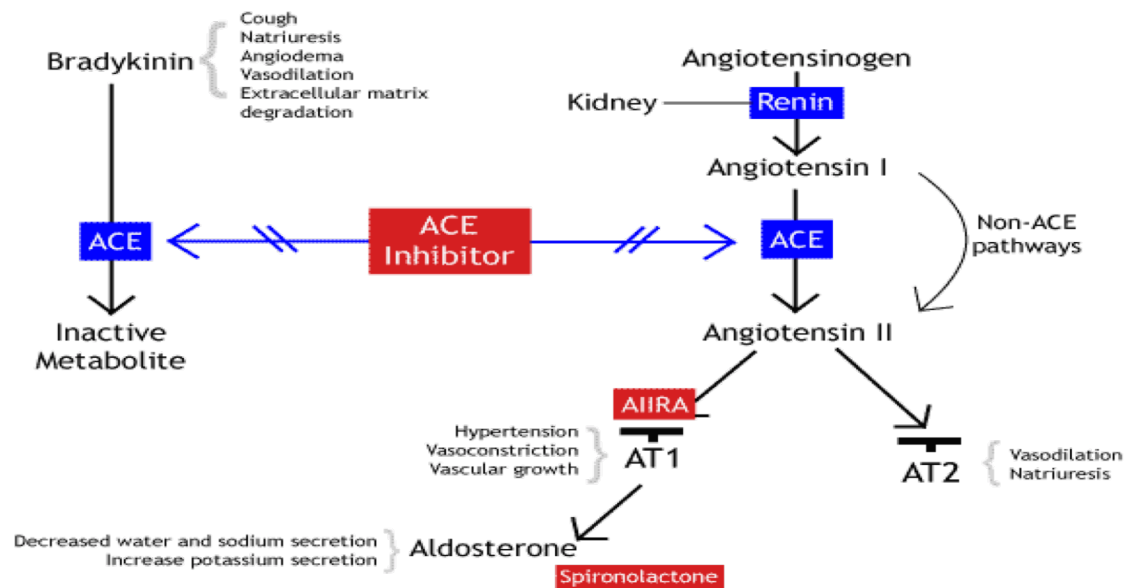 Bradykinin
Cough
Natriuresis
Angiodema
Vasodilation
Extracellular matrix
degradation
Angiotensinogen
Kidney
Renin
Angiotensin I
Non-ACE
pathways
ACE
ACE
Inhibitor
ACE
Inactive
Metabolite
Angiotensin II
AIIRA
Hypertension
Vasoconstriction
Vascular growth
AT1
AT2
Vasodilation
Natriuresis
Decreased water and sodium secretion
Increase potassium secretion
Aldosterone
Spironolactone